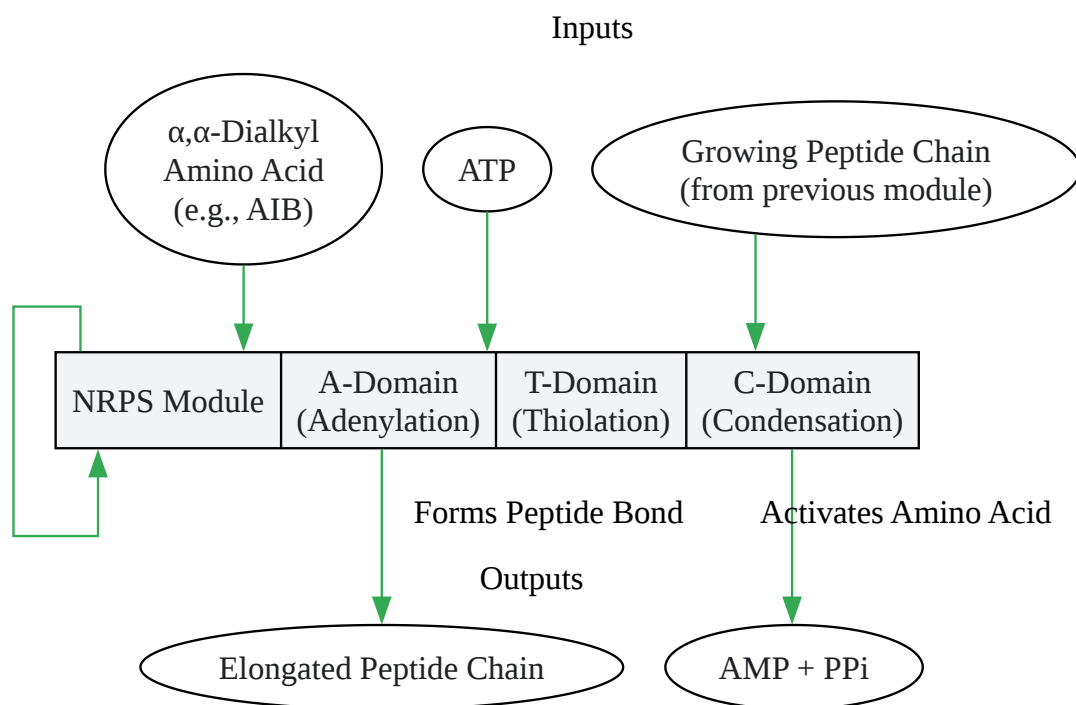 Inputs
α,α-Dialkyl
Amino Acid
(e.g., AIB)
ATP
Growing Peptide Chain
(from previous module)
NRPS Module
A-Domain
(Adenylation)
T-Domain
(Thiolation)
C-Domain
(Condensation)
Forms Peptide Bond
Activates Amino Acid
Outputs
Elongated Peptide Chain
AMP + PPi